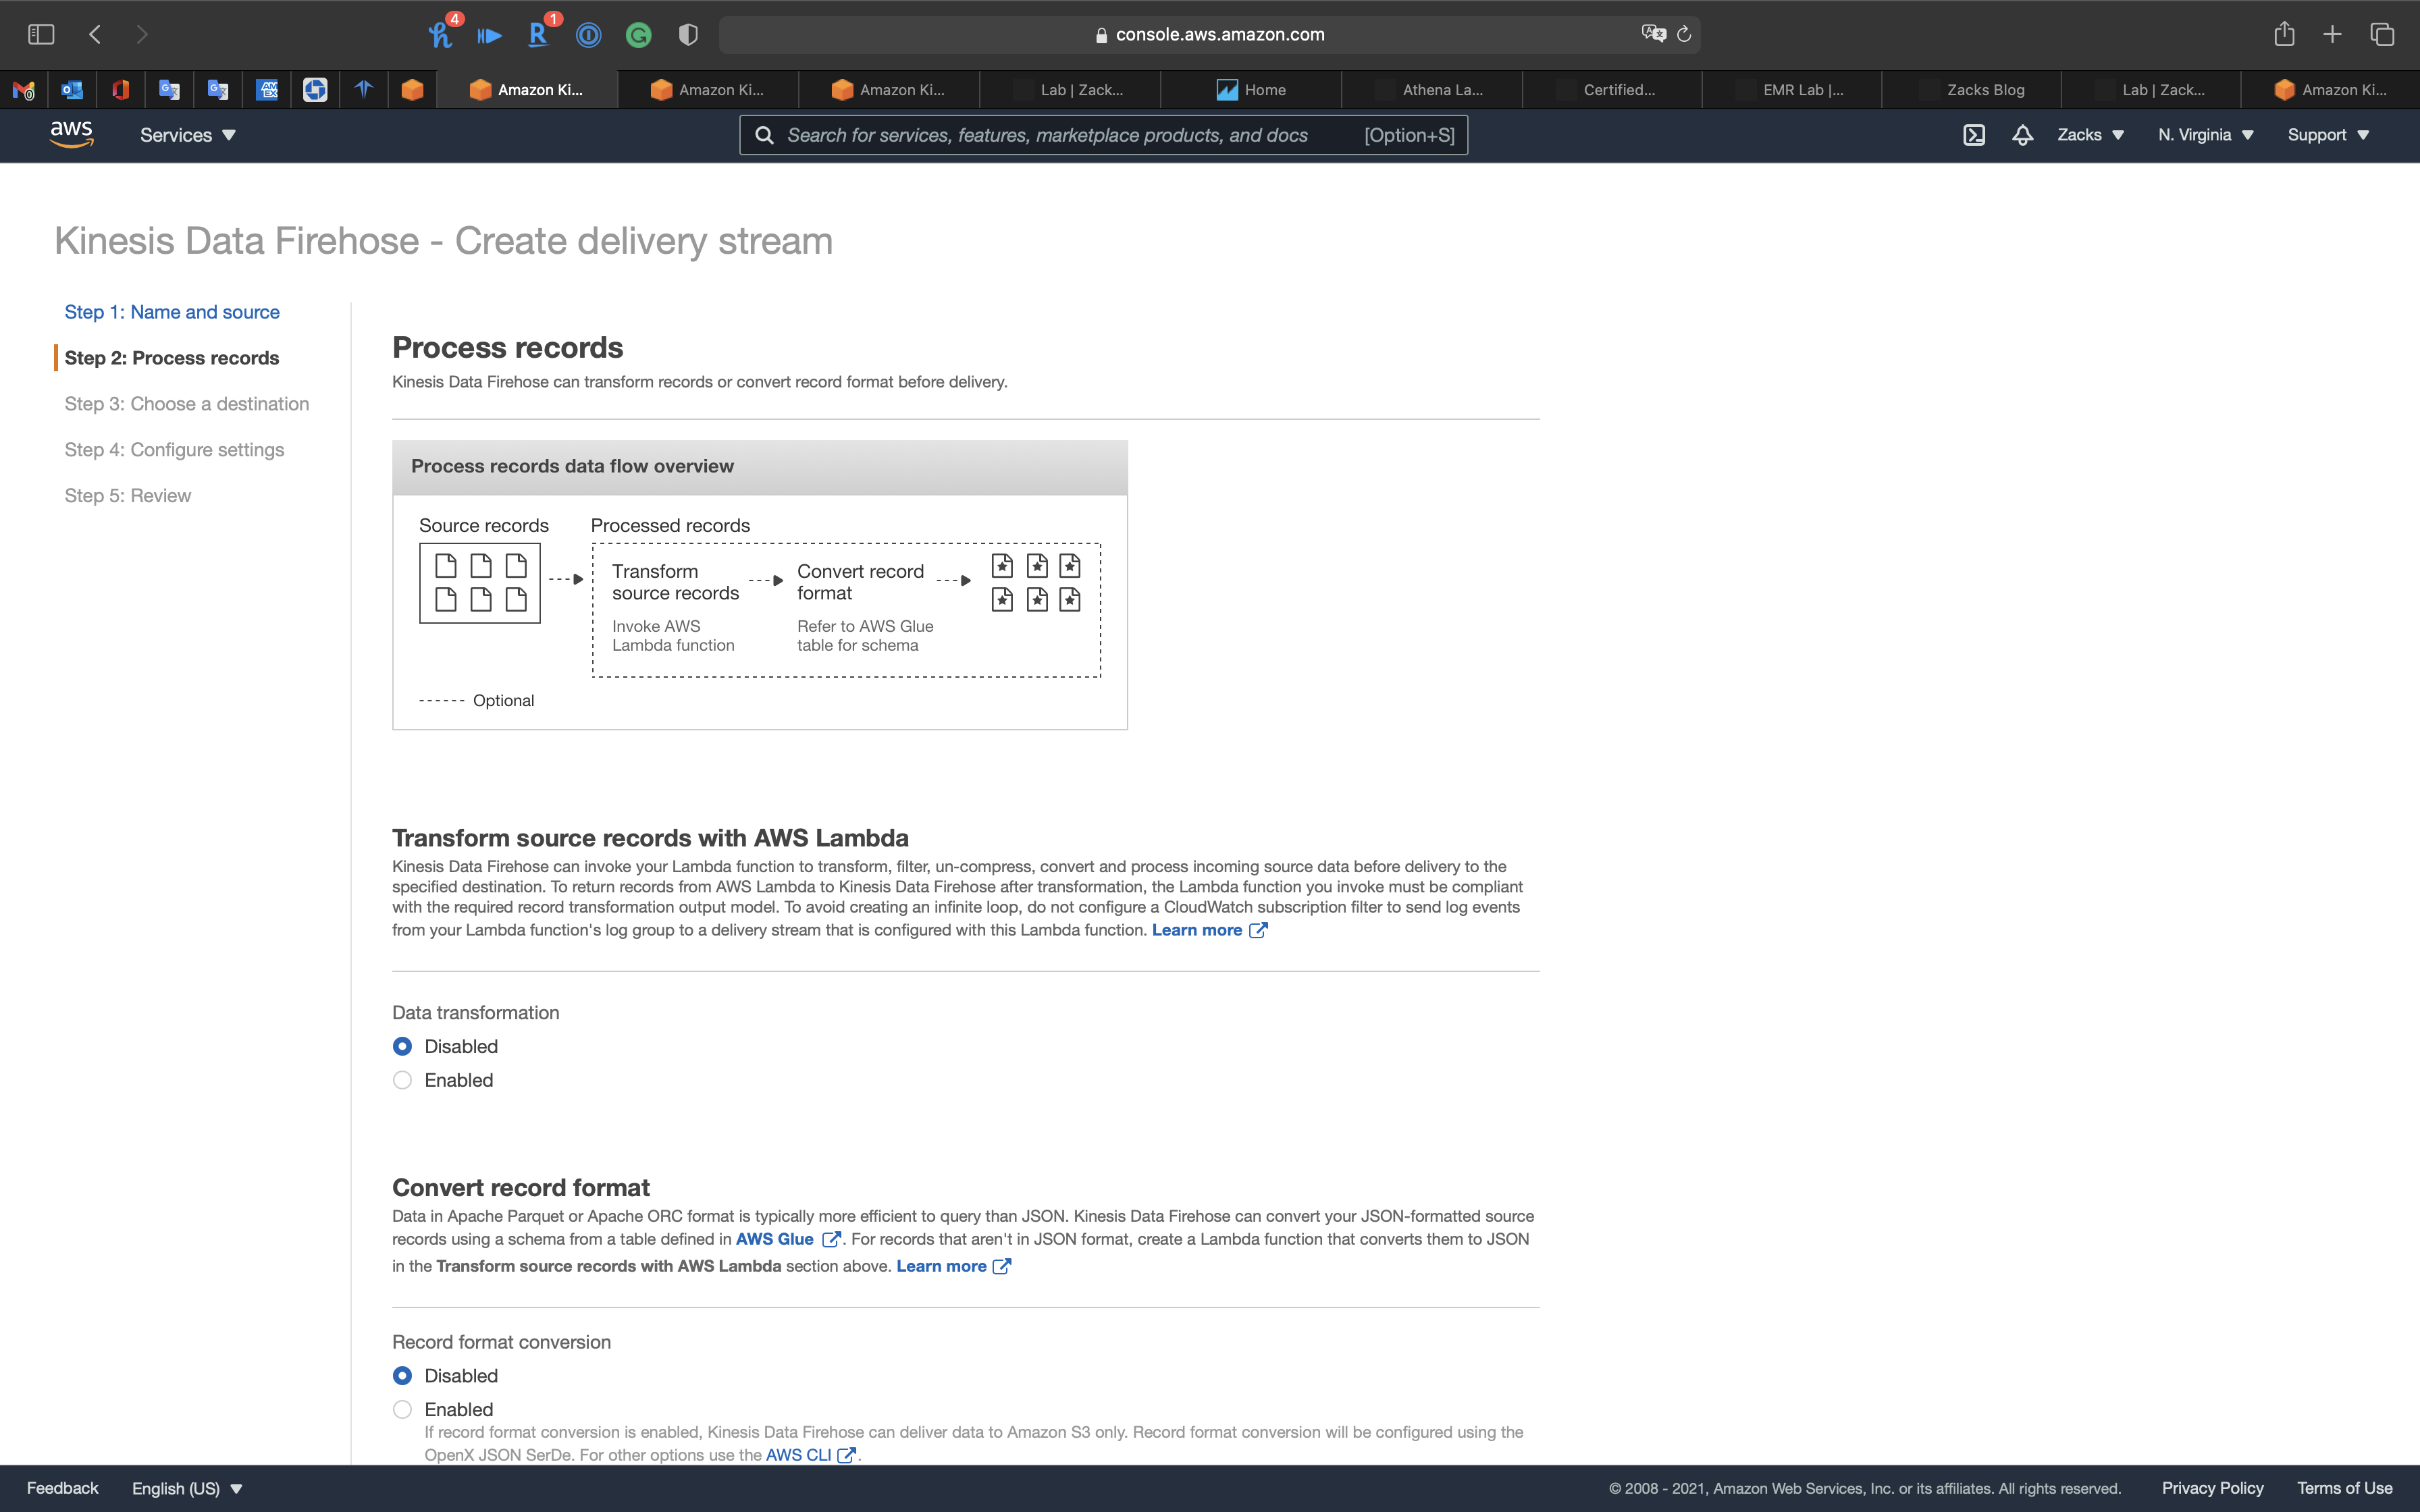 4
1
console.aws.amazon.com
Amazon Ki...
Amazon Ki...
Amazon Ki...
Lab | Zack...
Home
Athena La...
Certified...
EMR Lab |...
Zacks Blog
Lab | Zack...
Amazon Ki...
aws
Services
Search for services, features, marketplace products, and docs [Option+S]
Zacks
N. Virginia
Support
Kinesis Data Firehose - Create delivery stream
Step 1: Name and source
Step 2: Process records
Step 3: Choose a destination
Step 4: Configure settings
Step 5: Review
Process records
Kinesis Data Firehose can transform records or convert record format before delivery.
Process records data flow overview
Source records
Processed records
Transform
source records
Invoke AWS
Lambda function
Convert record
format
Refer to AWS Glue
table for schema
Optional
Transform source records with AWS Lambda
Kinesis Data Firehose can invoke your Lambda function to transform, filter, un-compress, convert and process incoming source data before delivery to the
specified destination. To return records from AWS Lambda to Kinesis Data Firehose after transformation, the Lambda function you invoke must be compliant
with the required record transformation output model. To avoid creating an infinite loop, do not configure a CloudWatch subscription filter to send log events
from your Lambda function's log group to a delivery stream that is configured with this Lambda function. Learn more
Data transformation
Disabled
Enabled
Convert record format
Data in Apache Parquet or Apache ORC format is typically more efficient to query than JSON. Kinesis Data Firehose can convert your JSON-formatted source
records using a schema from a table defined in AWS Glue . For records that aren't in JSON format, create a Lambda function that converts them to JSON
in the Transform source records with AWS Lambda section above. Learn more
Record format conversion
Disabled
Enabled
If record format conversion is enabled, Kinesis Data Firehose can deliver data to Amazon S3 only. Record format conversion will be configured using the
OpenX JSON SerDe. For other options use the AWS CLI .
Feedback
English (US)
© 2008 - 2021, Amazon Web Services, Inc. or its affiliates. All rights reserved.
Privacy Policy
Terms of Use